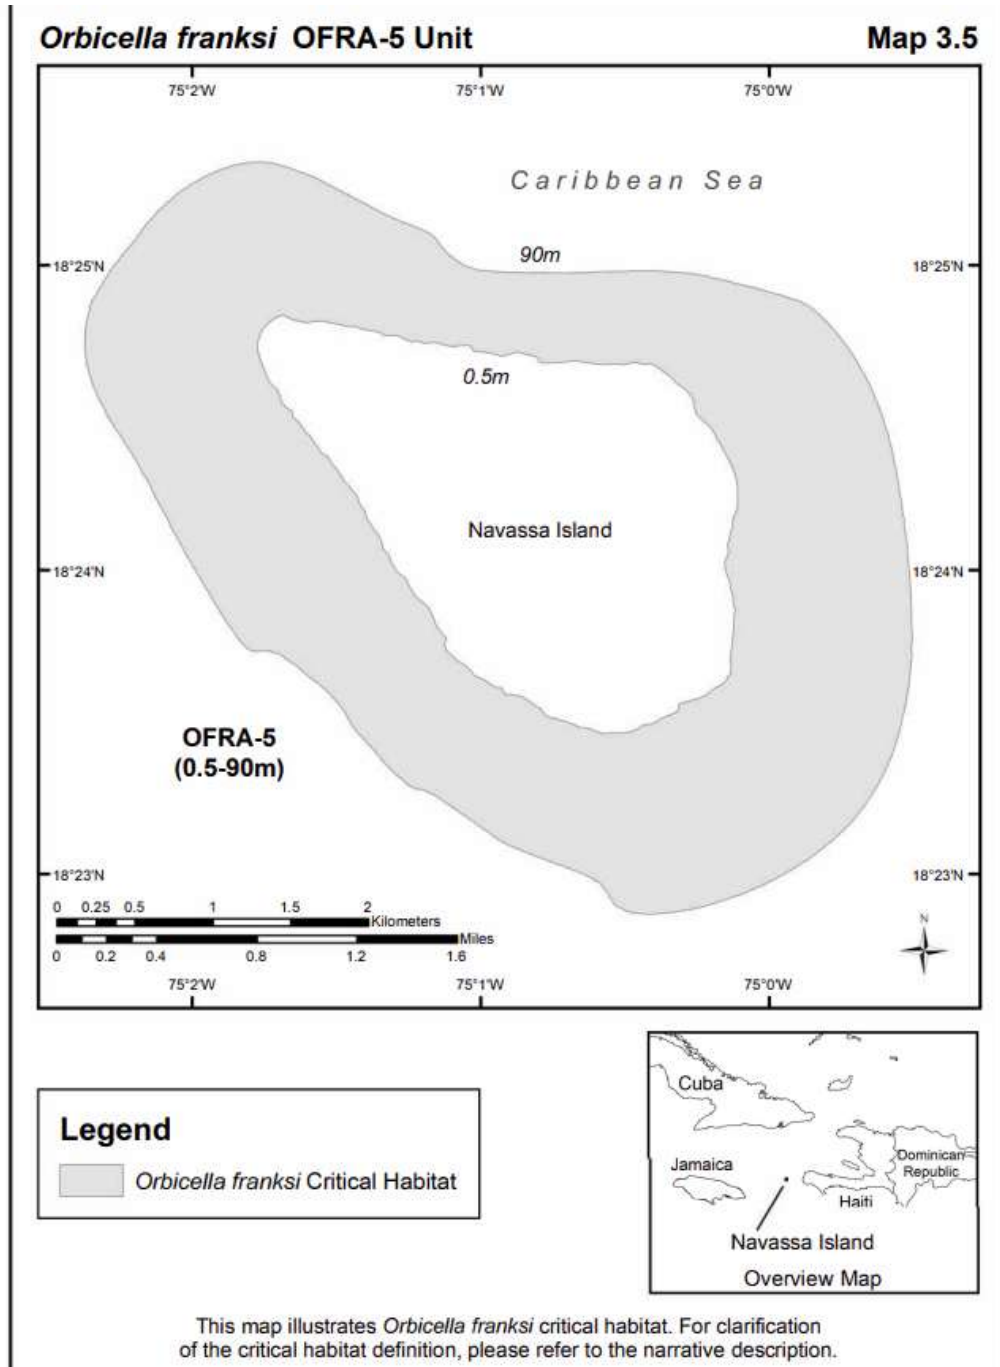 Orbicella franksi OFRA-5 Unit Map 3.5
75°2'W 75°1'W 75°0'W
Caribbean Sea
90m
18°25'N 18°25'N
0.5m
Navassa Island
18°24'N 18°24'N
OFRA-5
(0.5-90m)
18°23'N 18°23'N
0 0.25 0.5 1 1.5 2
Kilometers
Miles
0 0.2 0.4 0.8 1.2 1.6
N
75°2'W 75°1'W 75°0'W
Legend
Orbicella franksi Critical Habitat
Cuba
Jamaica
Dominican
Republic
Haiti
Navassa Island
Overview Map
This map illustrates Orbicella franksi critical habitat. For clarification
of the critical habitat definition, please refer to the narrative description.